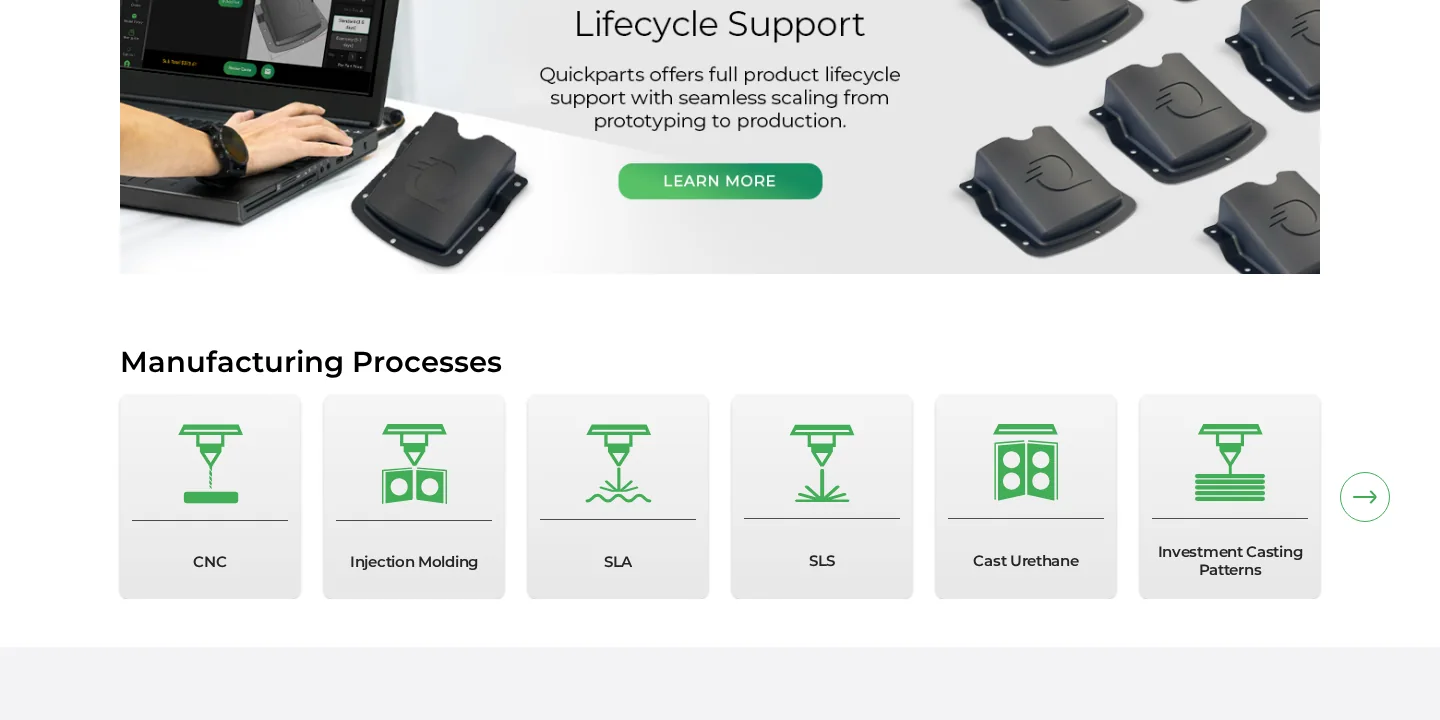 Lifecycle Support
Quickparts offers full product lifecycle
support with seamless scaling from
prototyping to production.
LEARN MORE
Manufacturing Processes
CNC
Injection Molding
SLA
SLS
Cast Urethane
Investment Casting
Patterns